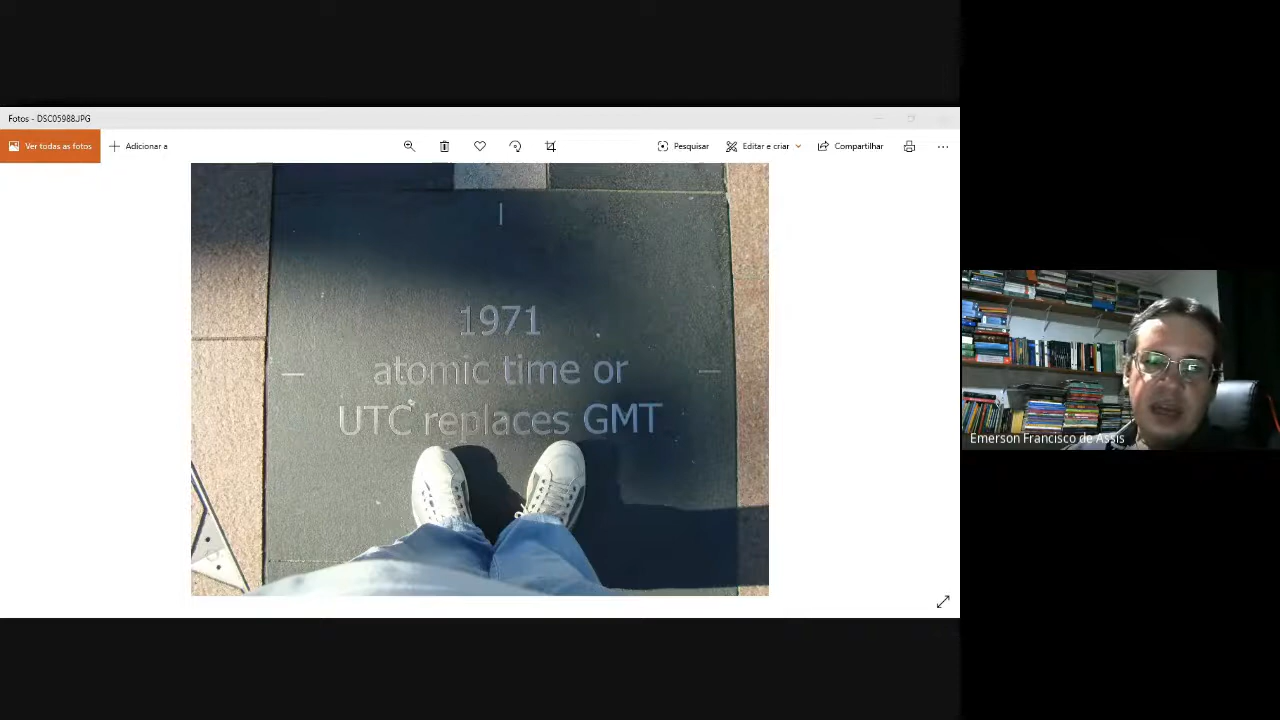 Fotos - DSC05988.JPG
Ver todas as fotos
Adicionar a
Pesquisar
Editar e criar
Compartilhar
1971
atomic time or
UTC replaces GMT
Emerson Francisco de Assis